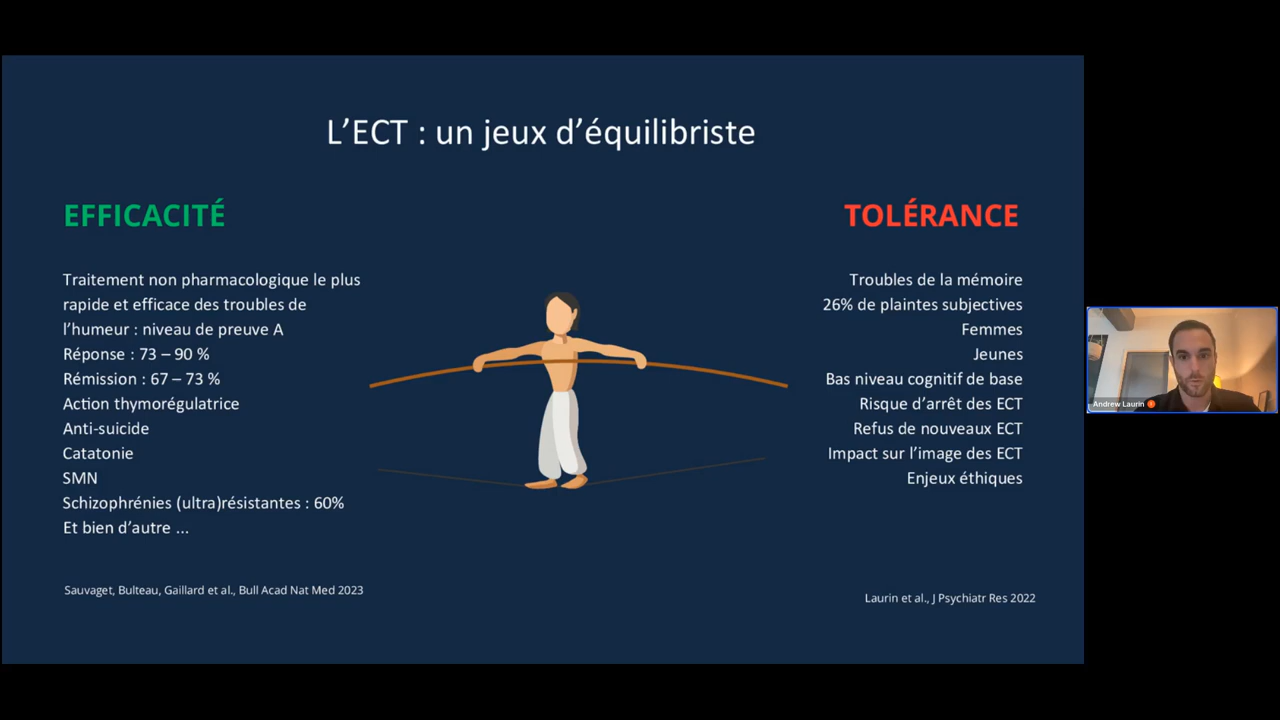 L’ECT : un jeux d’équilibriste
EFFICACITÉ
Traitement non pharmacologique le plus
rapide et efficace des troubles de
l’humeur : niveau de preuve A
Réponse : 73 – 90 %
Rémission : 67 – 73 %
Action thymorégulatrice
Anti-suicide
Catatonie
SMN
Schizophrénies (ultra)résistantes : 60%
Et bien d’autre ...
Sauvaget, Bulteau, Gaillard et al., Bull Acad Nat Med 2023
TOLÉRANCE
Troubles de la mémoire
26% de plaintes subjectives
Femmes
Jeunes
Bas niveau cognitif de base
Risque d’arrêt des ECT
Refus de nouveaux ECT
Impact sur l’image des ECT
Enjeux éthiques
Laurin et al., J Psychiatr Res 2022
Andrew Laurin